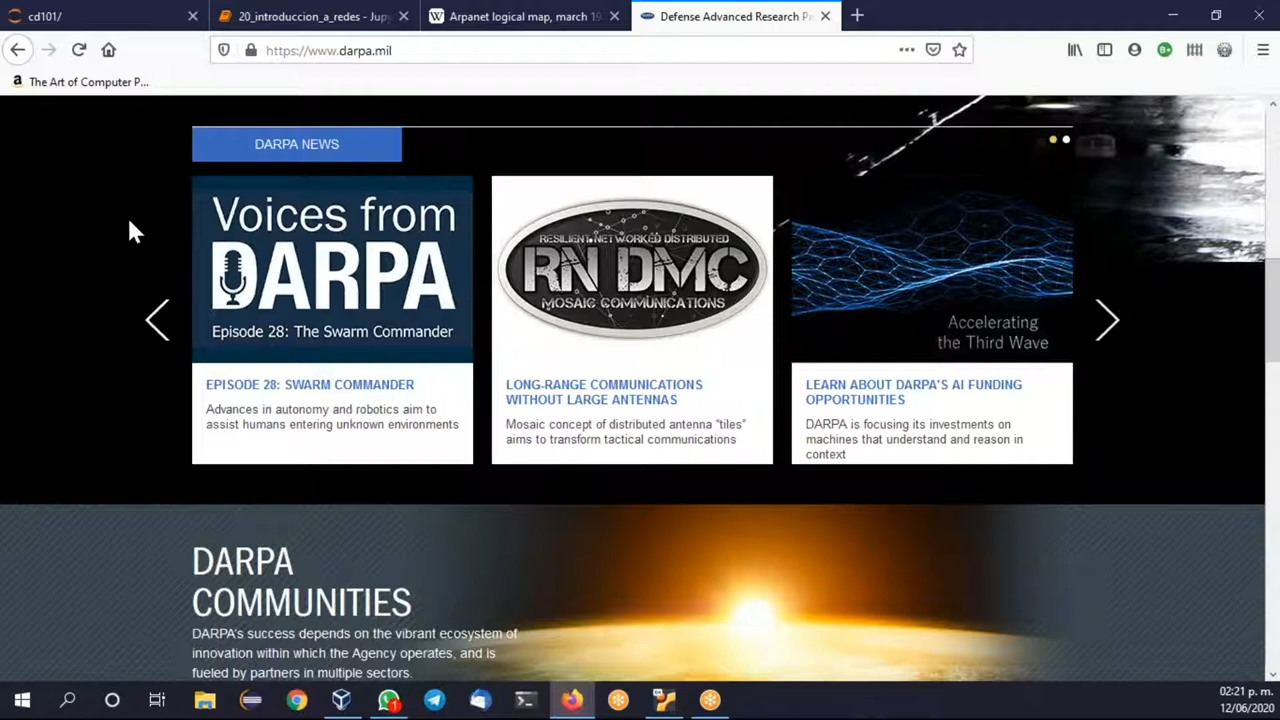 cd101/
20_introduccion_a_redes - Jup
Arpanet logical map, march 19
Defense Advanced Research Pr
https://www.darpa.mil
The Art of Computer P...
DARPA NEWS
Voices from
DARPA
Episode 28: The Swarm Commander
RESILIENT NETWORKED DISTRIBUTED
RN DMC
MOSAIC COMMUNICATIONS
Accelerating
the Third Wave
EPISODE 28: SWARM COMMANDER
Advances in autonomy and robotics aim to
assist humans entering unknown environments
LONG-RANGE COMMUNICATIONS
WITHOUT LARGE ANTENNAS
Mosaic concept of distributed antenna “tiles”
aims to transform tactical communications
LEARN ABOUT DARPA'S AI FUNDING
OPPORTUNITIES
DARPA is focusing its investments on
machines that understand and reason in
context
DARPA
COMMUNITIES
DARPA's success depends on the vibrant ecosystem of
innovation within which the Agency operates, and is
fueled by partners in multiple sectors.
02:21 p. m.
12/06/2020